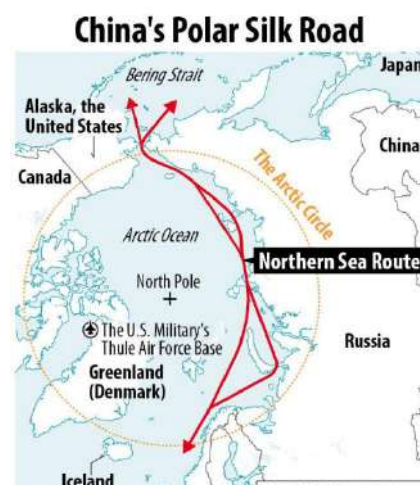 China's Polar Silk Road
Bering Strait
Japan
Alaska, the
United States
China
Canada
The Arctic Circle
Arctic Ocean
Northern Sea Route
North Pole
The U.S. Military's
Thule Air Force Base
Russia
Greenland
(Denmark)
Iceland